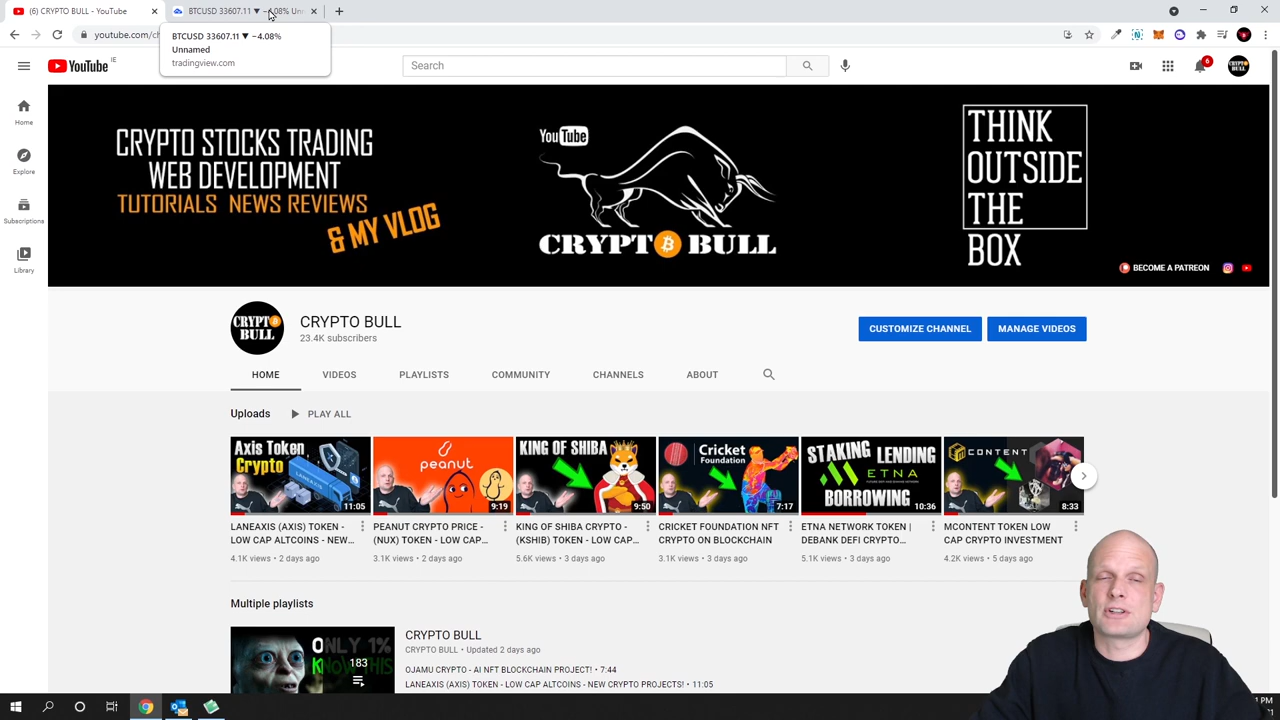 (6) CRYPTO BULL - YouTube
BTCUSD 33607.11 ▼ −4.08% Unn
youtube.com/ch
BTCUSD 33607.11 ▼ −4.08%
Unnamed
tradingview.com
YouTube IE
Search
6
Home
Explore
Subscriptions
Library
CRYPTO STOCKS TRADING
WEB DEVELOPMENT
TUTORIALS NEWS REVIEWS
& MY VLOG
YouTube
CRYPT BULL
THINK
OUTSIDE
THE
BOX
BECOME A PATREON
CRYPT
BULL
CRYPTO BULL
23.4K subscribers
CUSTOMIZE CHANNEL
MANAGE VIDEOS
HOME
VIDEOS
PLAYLISTS
COMMUNITY
CHANNELS
ABOUT
Uploads
PLAY ALL
Axis Token
Crypto
LANEAXIS
11:05
peanut
9:19
KING OF SHIBA
9:50
Cricket
Foundation
7:17
STAKING LENDING
ETNA
BORROWING
10:36
CONTENT
8:33
LANEAXIS (AXIS) TOKEN -
LOW CAP ALTCOINS - NEW...
4.1K views • 2 days ago
PEANUT CRYPTO PRICE -
(NUX) TOKEN - LOW CAP...
3.1K views • 2 days ago
KING OF SHIBA CRYPTO -
(KSHIB) TOKEN - LOW CAP...
5.6K views • 3 days ago
CRICKET FOUNDATION NFT
CRYPTO ON BLOCKCHAIN
3.1K views • 3 days ago
ETNA NETWORK TOKEN |
DEBANK DEFI CRYPTO...
5.1K views • 3 days ago
MCONTENT TOKEN LOW
CAP CRYPTO INVESTMENT
4.2K views • 5 days ago
Multiple playlists
ONLY 1%
KNOW THIS
183
CRYPTO BULL
CRYPTO BULL • Updated 2 days ago
OJAMU CRYPTO - AI NFT BLOCKCHAIN PROJECT! • 7:44
LANEAXIS (AXIS) TOKEN - LOW CAP ALTCOINS - NEW CRYPTO PROJECTS! • 11:05